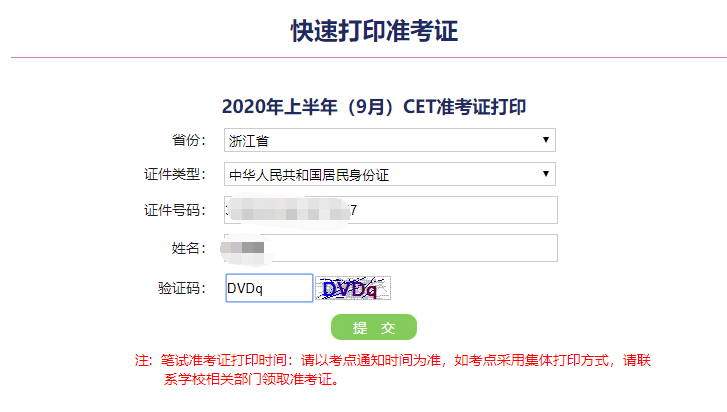 快速打印准考证
2020年上半年（9月）CET准考证打印
省份： 浙江省
证件类型： 中华人民共和国居民身份证
证件号码： 7
姓名：
验证码： DVDq DVDq
提 交
注: 笔试准考证打印时间：请以考点通知时间为准，如考点采用集体打印方式，请联
系学校相关部门领取准考证。